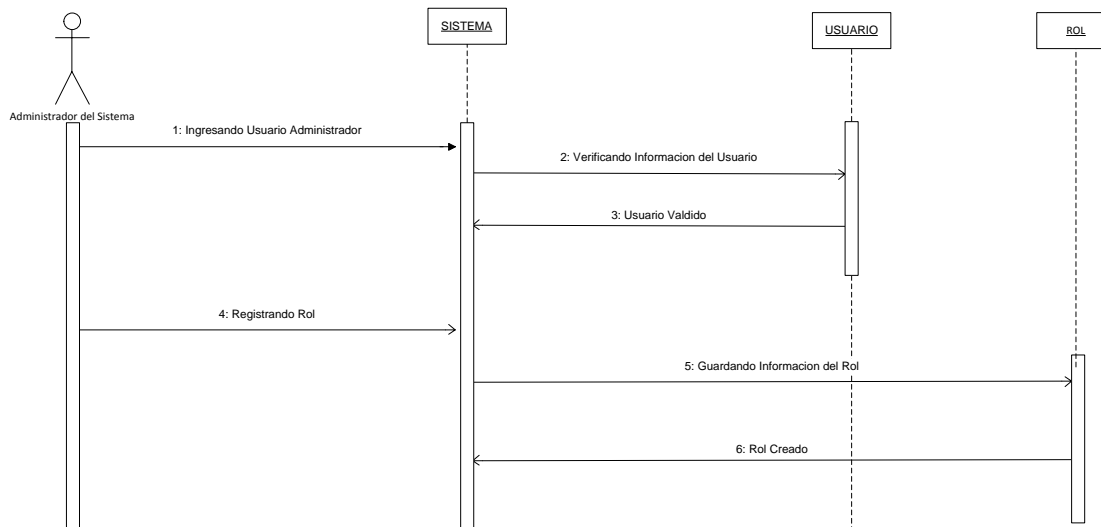 SISTEMA
USUARIO
ROL
Administrador del Sistema
1: Ingresando Usuario Administrador
2: Verificando Informacion del Usuario
3: Usuario Valdido
4: Registrando Rol
5: Guardando Informacion del Rol
6: Rol Creado